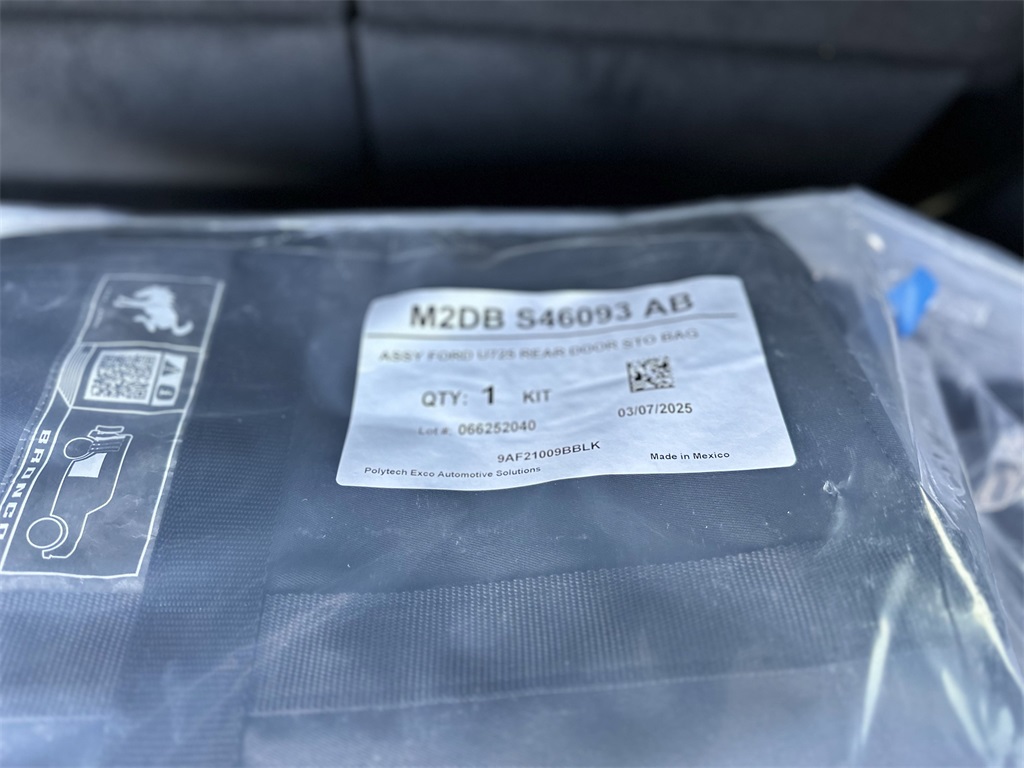 M2DB S46093 AB
ASSY FORD U725 REAR DOOR STO BAG
QTY: 1 KIT
03/07/2025
Lot #: 066252040
9AF21009BBLK
Polytech Exco Automotive Solutions
Made in Mexico
BRONCO